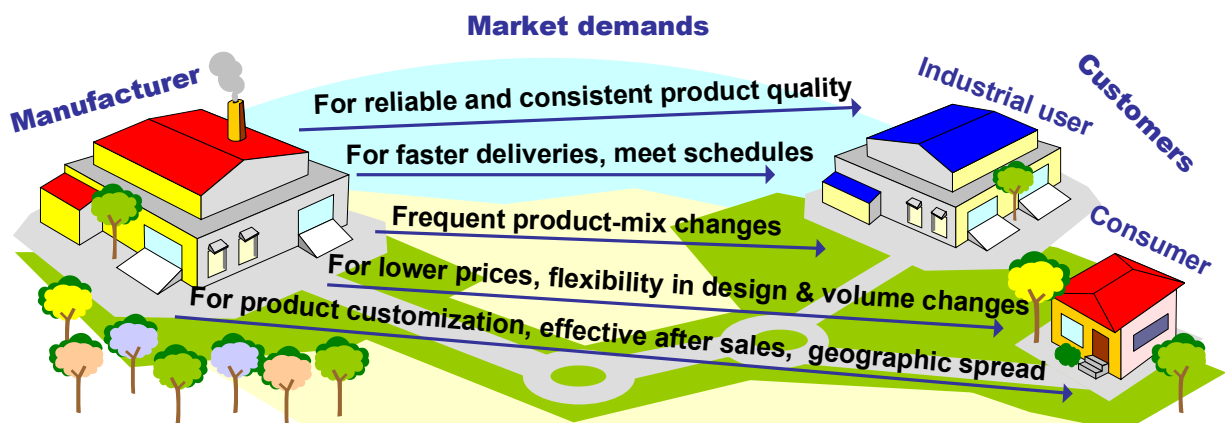 Market demands
Manufacturer
Industrial user
Customers
For reliable and consistent product quality
For faster deliveries, meet schedules
Frequent product-mix changes
Consumer
For lower prices, flexibility in design & volume changes
For product customization, effective after sales, geographic spread